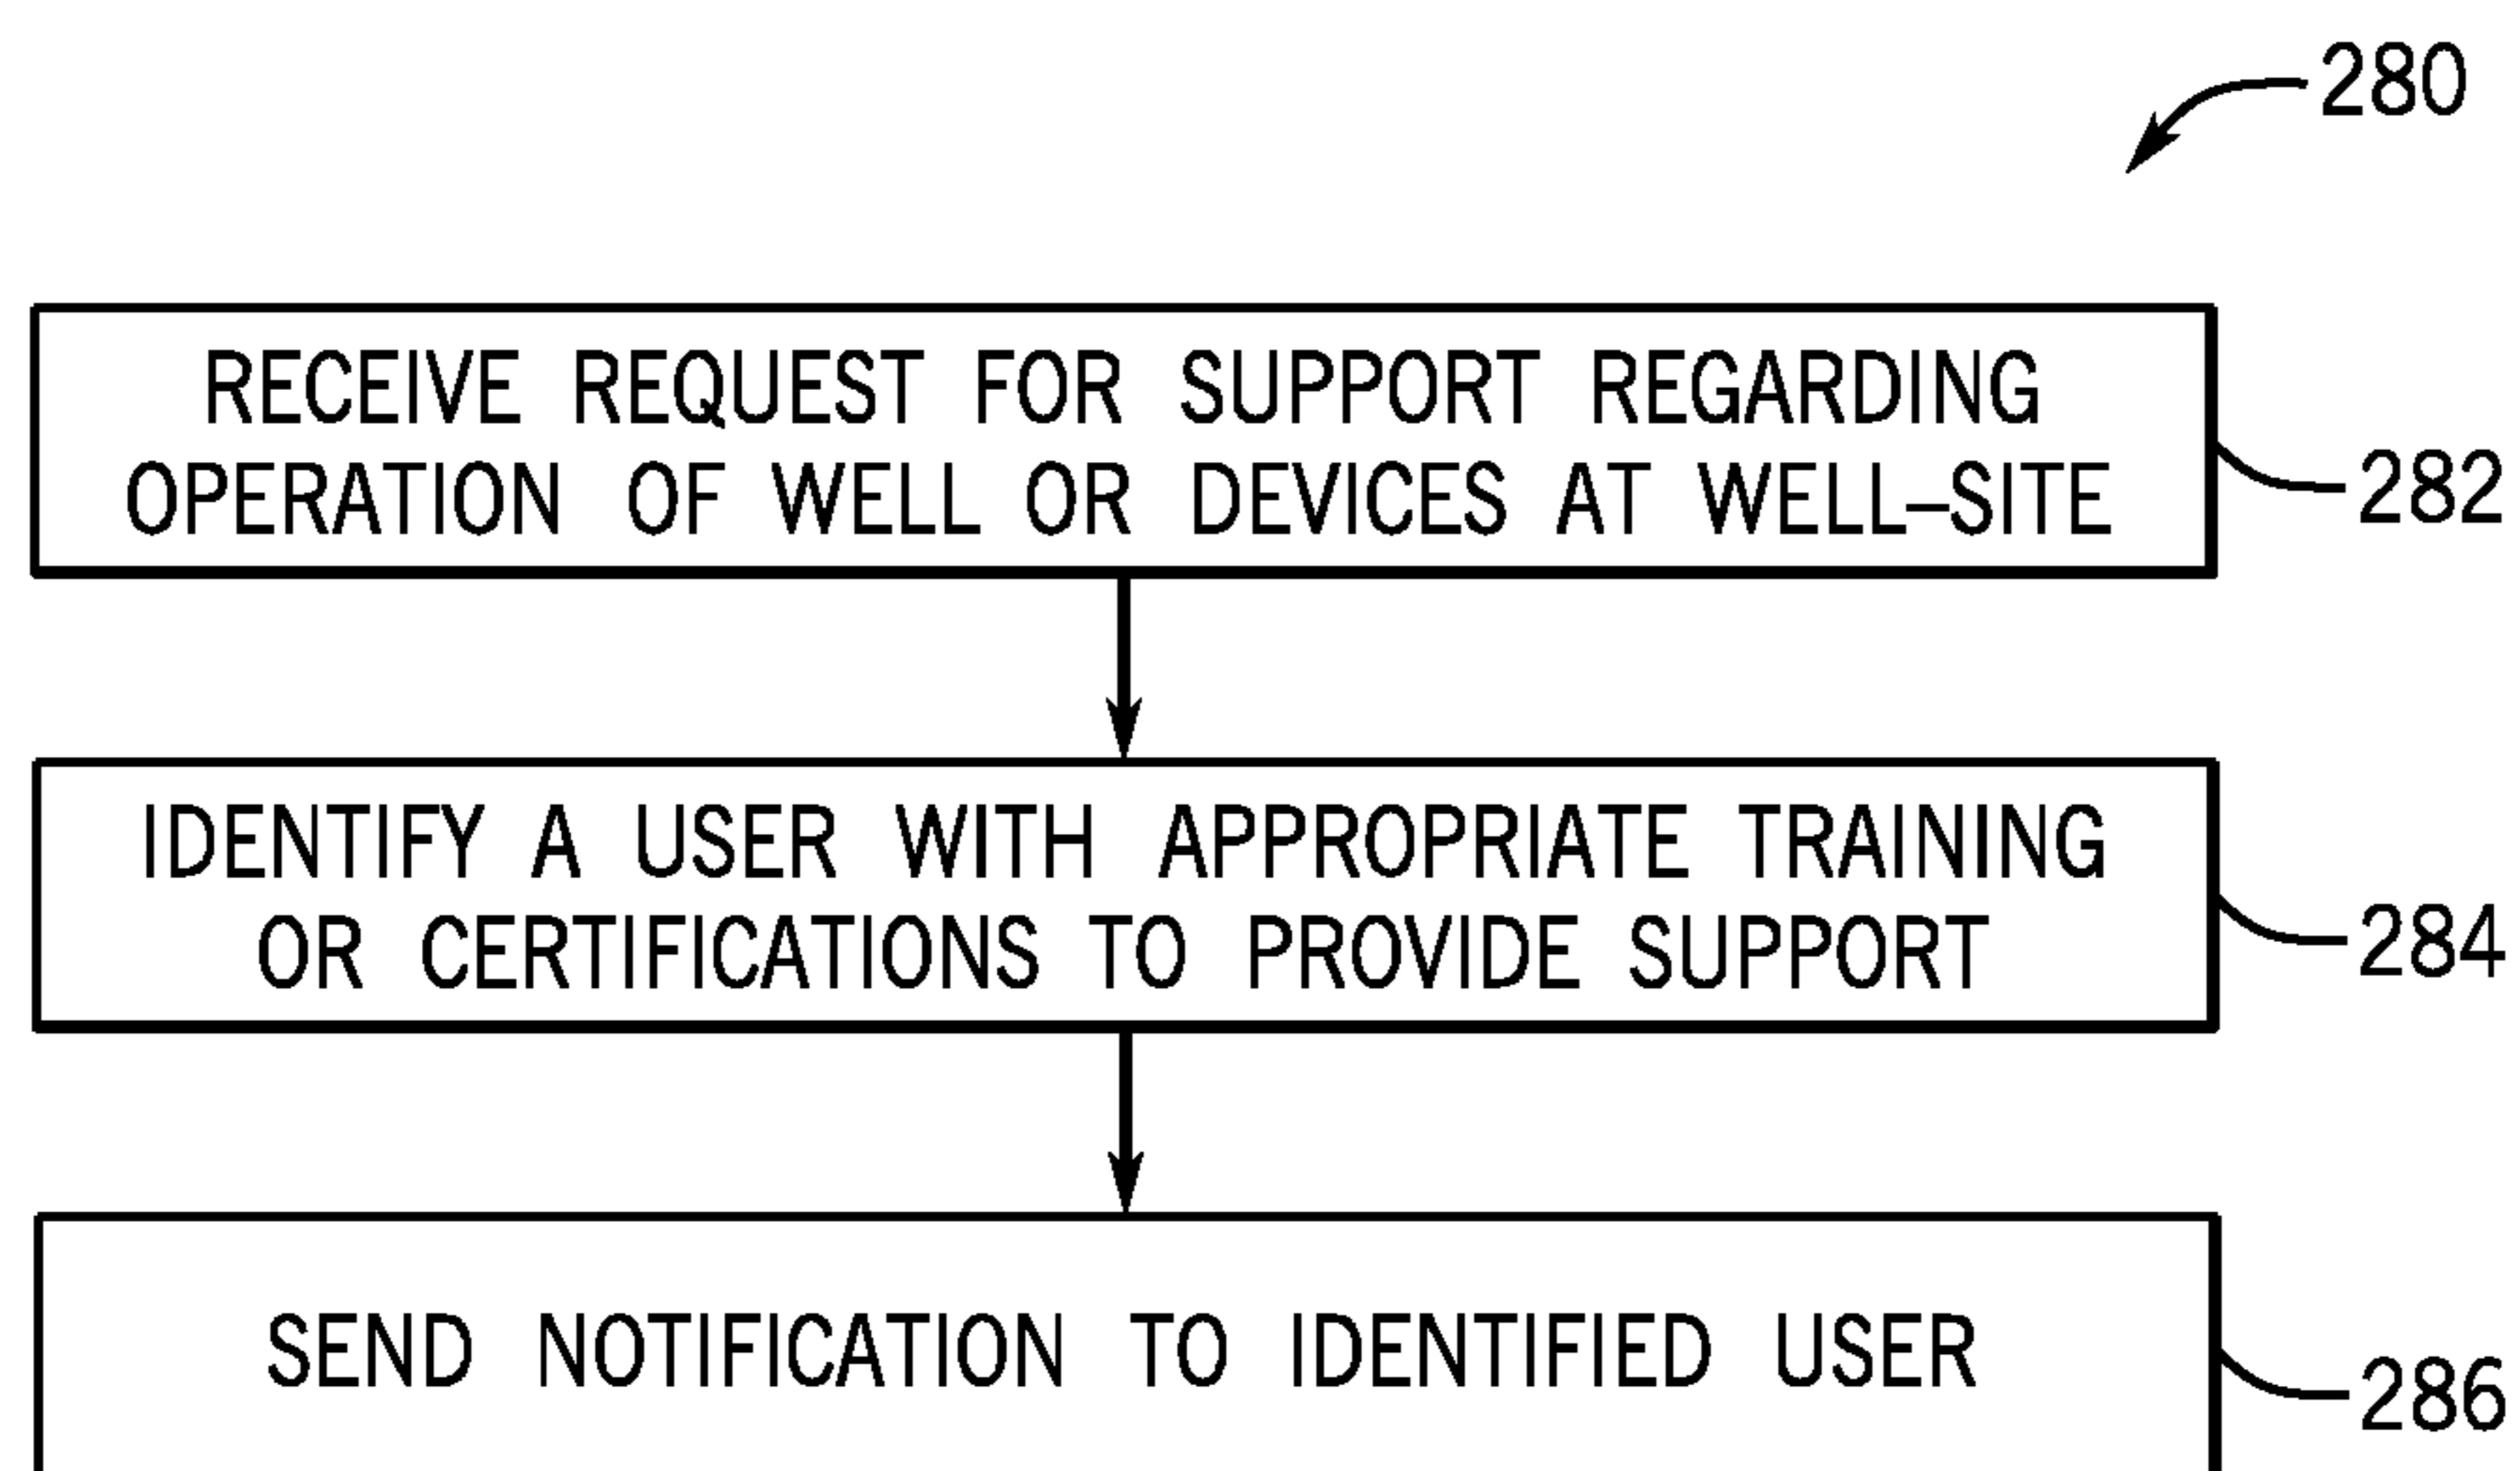 280
RECEIVE REQUEST FOR SUPPORT REGARDING
OPERATION OF WELL OR DEVICES AT WELL–SITE
282
IDENTIFY A USER WITH APPROPRIATE TRAINING
OR CERTIFICATIONS TO PROVIDE SUPPORT
284
SEND NOTIFICATION TO IDENTIFIED USER
286